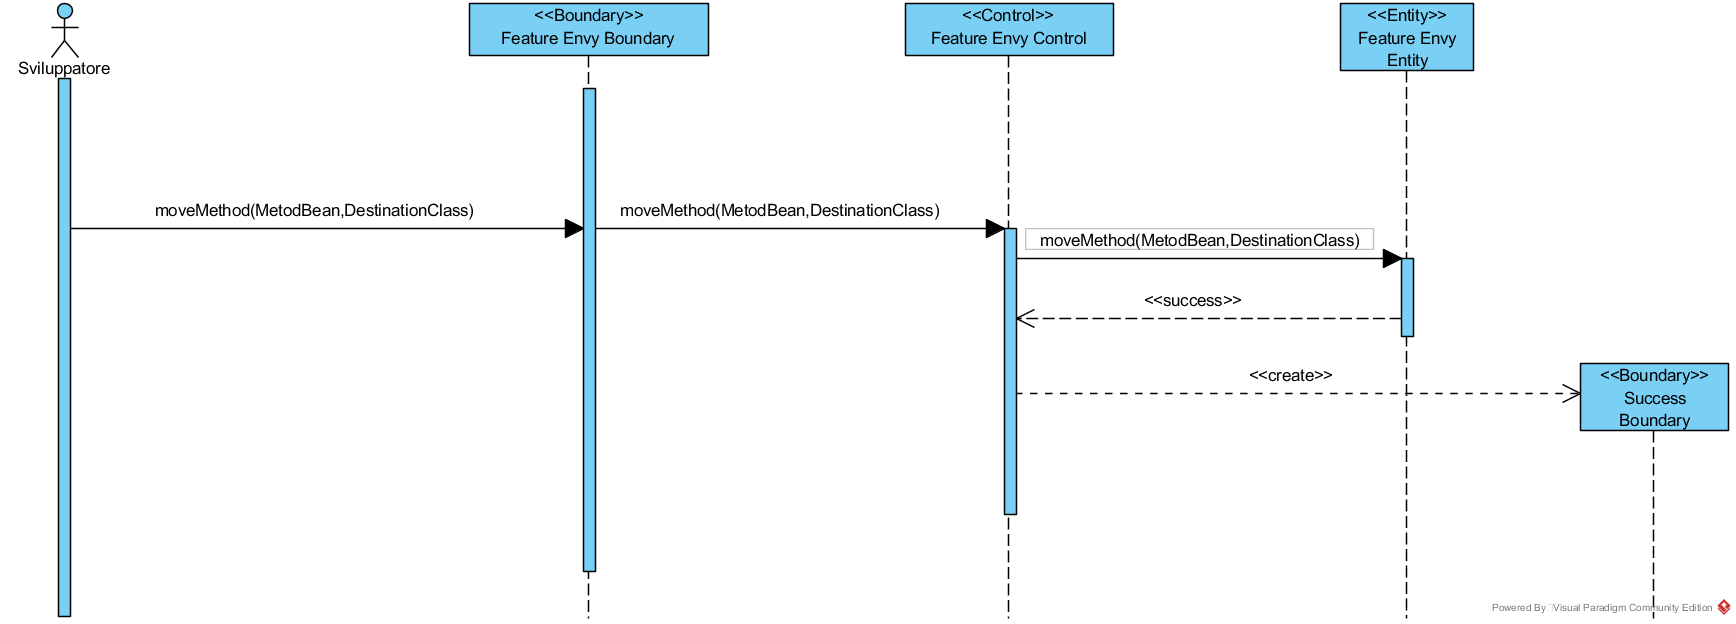 <<Boundary>>
Feature Envy Boundary
<<Control>>
Feature Envy Control
<<Entity>>
Feature Envy
Entity
Sviluppatore
moveMethod(MetodBean,DestinationClass)
moveMethod(MetodBean,DestinationClass)
moveMethod(MetodBean,DestinationClass)
<<success>>
<<create>>
<<Boundary>>
Success
Boundary
Powered By Visual Paradigm Community Edition